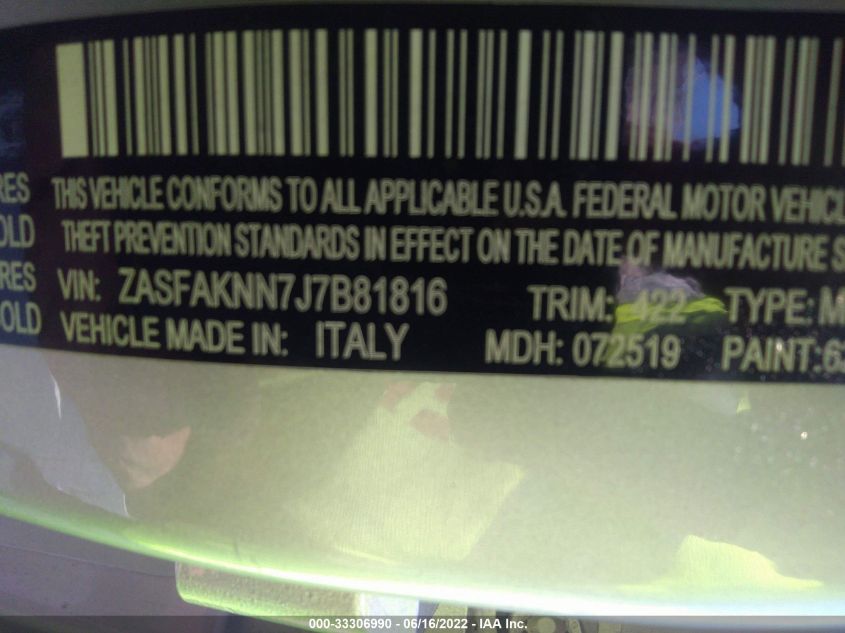 RES THIS VEHICLE CONFORMS TO ALL APPLICABLE U.S.A. FEDERAL MOTOR VEHICL
OLD THEFT PREVENTION STANDARDS IN EFFECT ON THE DATE OF MANUFACTURE S
RES VIN: ZASFAKNN7J7B81816 TRIM: 422 TYPE: M
OLD VEHICLE MADE IN: ITALY MDH: 072519 PAINT:62
000-33306990 - 06/16/2022 - IAA Inc.